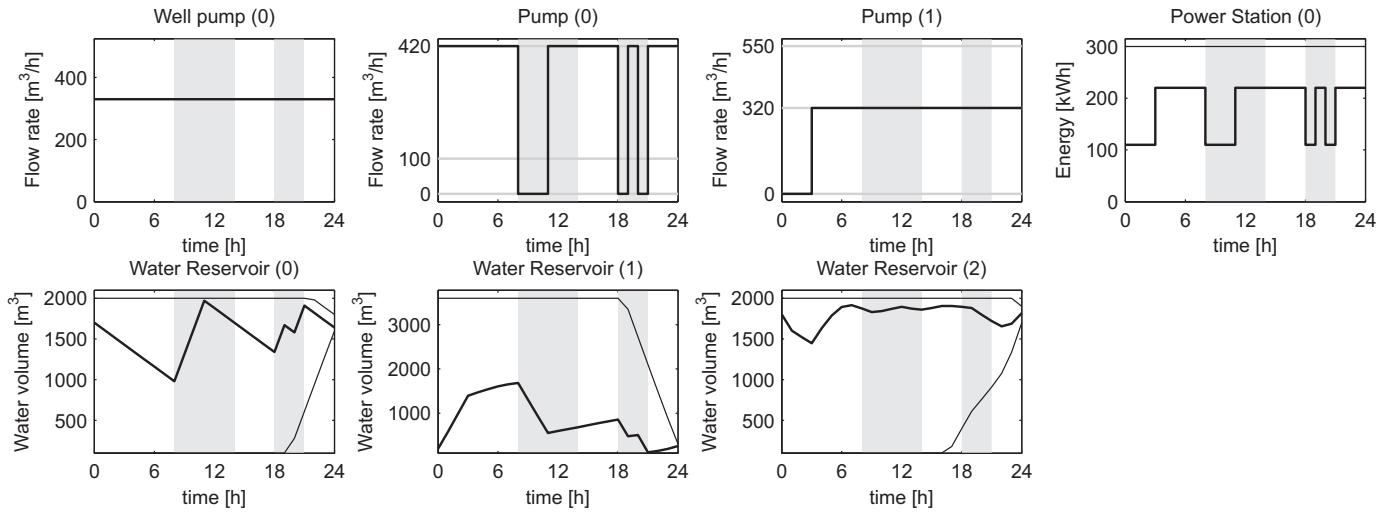 Well pump (0)
Flow rate [m³/h]
400
200
0
0 6 12 18 24
time [h]
Pump (0)
Flow rate [m³/h]
420
100
0
0 6 12 18 24
time [h]
Pump (1)
Flow rate [m³/h]
550
320
0
0 6 12 18 24
time [h]
Power Station (0)
Energy [kWh]
300
200
100
0
0 6 12 18 24
time [h]
Water Reservoir (0)
Water volume [m³]
2000
1500
1000
500
0 6 12 18 24
time [h]
Water Reservoir (1)
Water volume [m³]
3000
2000
1000
0 6 12 18 24
time [h]
Water Reservoir (2)
Water volume [m³]
2000
1500
1000
500
0 6 12 18 24
time [h]